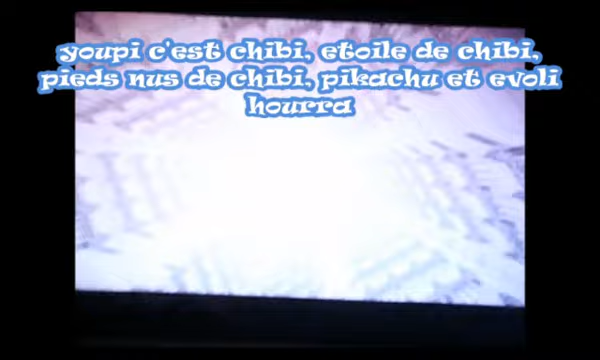 youpi c'est chibi, etoile de chibi,
pieds nus de chibi, pikachu et evoli
hourra